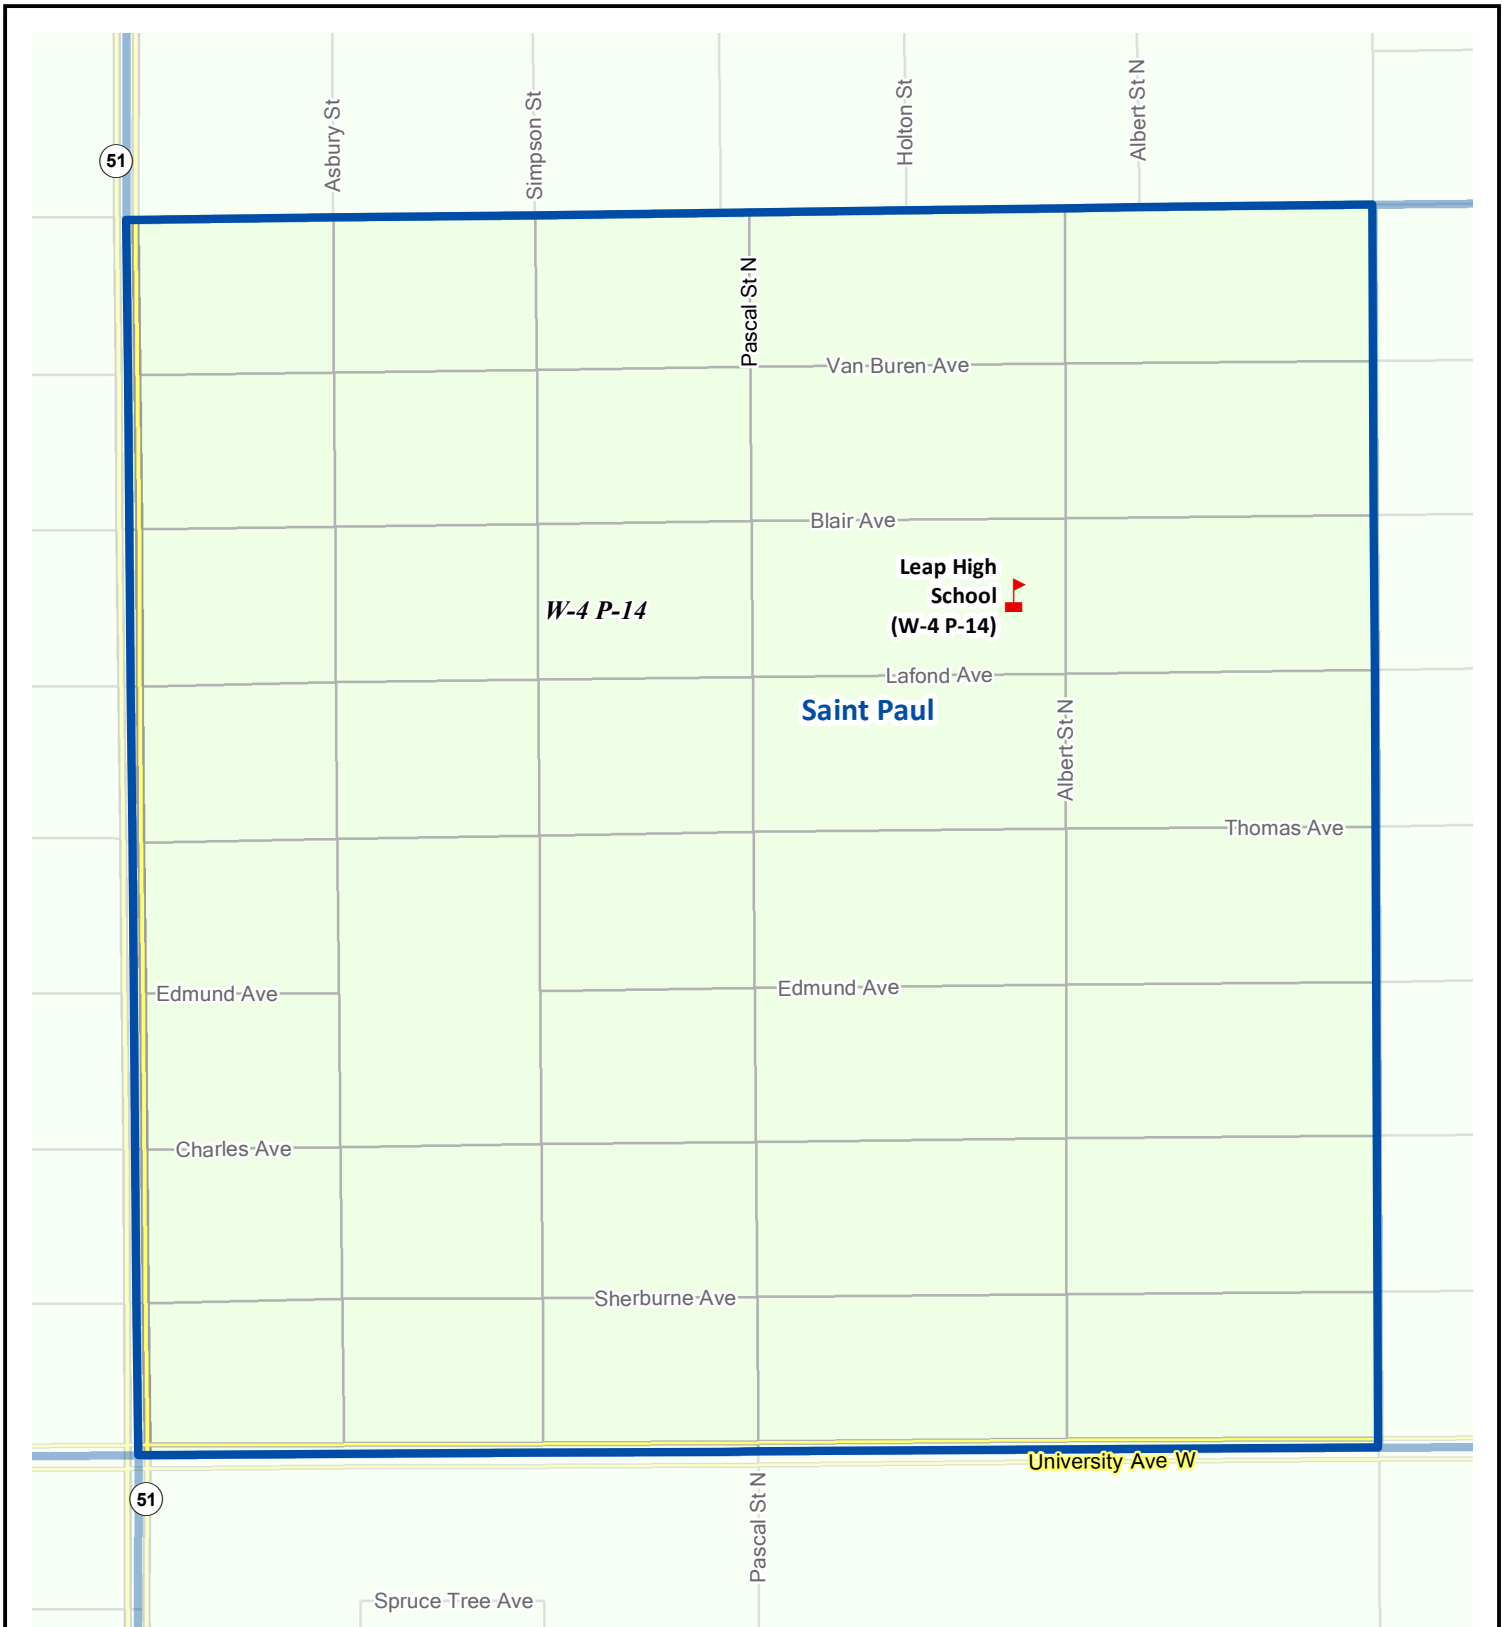 Asbury St
Simpson St
Holton St
Albert St N
51
Pascal St N
Van Buren Ave
Blair Ave
Leap High
School
(W-4 P-14)
W-4 P-14
Lafond Ave
Saint Paul
Albert St N
Thomas Ave
Edmund Ave
Edmund Ave
Charles Ave
Sherburne Ave
University Ave W
51
Pascal St N
Spruce Tree Ave